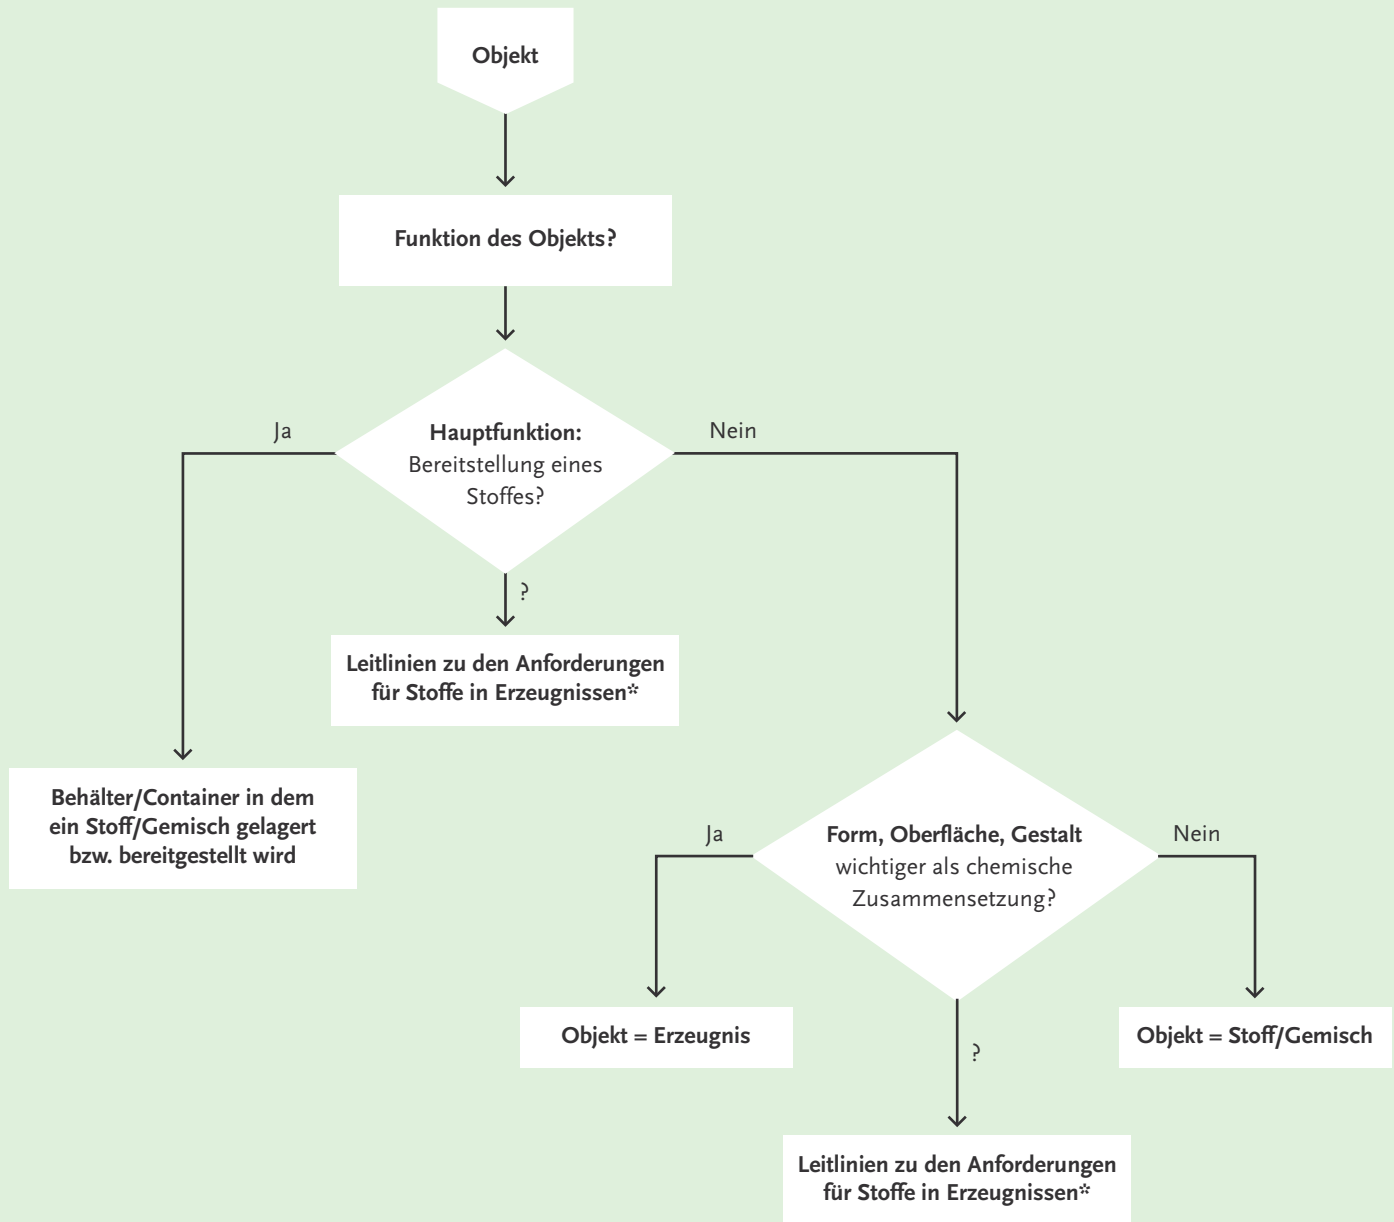 Objekt
Funktion des Objekts?
Ja
Nein
Hauptfunktion:
Bereitstellung eines
Stoffes?
?
Leitlinien zu den Anforderungen
für Stoffe in Erzeugnissen*
Behälter/Container in dem
ein Stoff/Gemisch gelagert
bzw. bereitgestellt wird
Ja
Nein
Form, Oberfläche, Gestalt
wichtiger als chemische
Zusammensetzung?
Objekt = Erzeugnis
Objekt = Stoff/Gemisch
?
Leitlinien zu den Anforderungen
für Stoffe in Erzeugnissen*